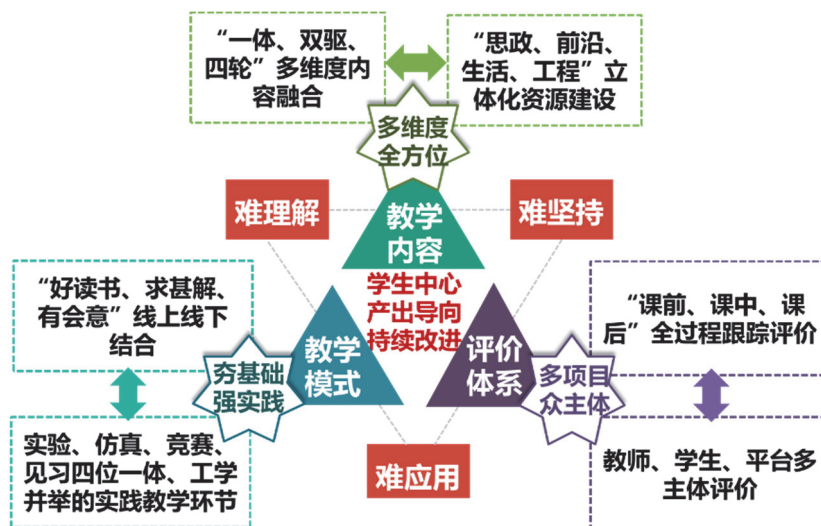 “一体、双驱、
四轮”多维度内
容融合
“思政、前沿、
生活、工程”立
体化资源建设
多维度
全方位
难理解
教学
内容
难坚持
学生中心
产出导向
持续改进
“好读书、求甚解、
有会意”线上线下
结合
夯基础
强实践
教学
模式
评价
体系
多项目
众主体
“课前、课中、课
后”全过程跟踪评价
实验、仿真、竞赛、
见习四位一体、工学
并举的实践教学环节
难应用
教师、学生、平台多
主体评价